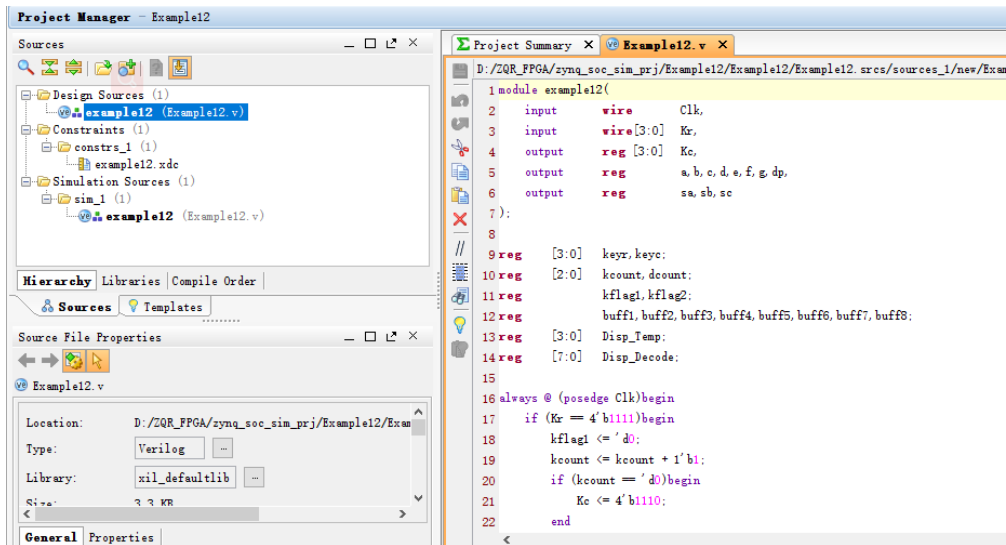 Project Manager - Example12
Sources
Design Sources (1)
example12 (Example12.v)
Constraints (1)
constrs_1 (1)
example12.xdc
Simulation Sources (1)
sim_1 (1)
example12 (Example12.v)
Hierarchy Libraries Compile Order
Sources Templates
Source File Properties
Example12.v
Location: D:/ZQR_FPGA/zynq_soc_sim_prj/Example12/Exam
Type: Verilog ...
Library: xil_defaultlib ...
Size: 3.3 KB
General Properties
Project Summary Example12.v
D:/ZQR_FPGA/zynq_soc_sim_prj/Example12/Example12/Example12.srcs/sources_1/new/Exam
1 module example12(
2 input wire Clk,
3 input wire[3:0] Kr,
4 output reg [3:0] Kc,
5 output reg a,b,c,d,e,f,g,dp,
6 output reg sa,sb,sc
7 );
8
9 reg [3:0] keyr,keyc;
10 reg [2:0] kcount,dcount;
11 reg kflag1,kflag2;
12 reg buff1,buff2,buff3,buff4,buff5,buff6,buff7,buff8;
13 reg [3:0] Disp_Temp;
14 reg [7:0] Disp_Decode;
15
16 always @ (posedge Clk)begin
17 if (Kr == 4'b1111)begin
18 kflag1 <= 'd0;
19 kcount <= kcount + 1'b1;
20 if (kcount == 'd0)begin
21 Kc <= 4'b1110;
22 end